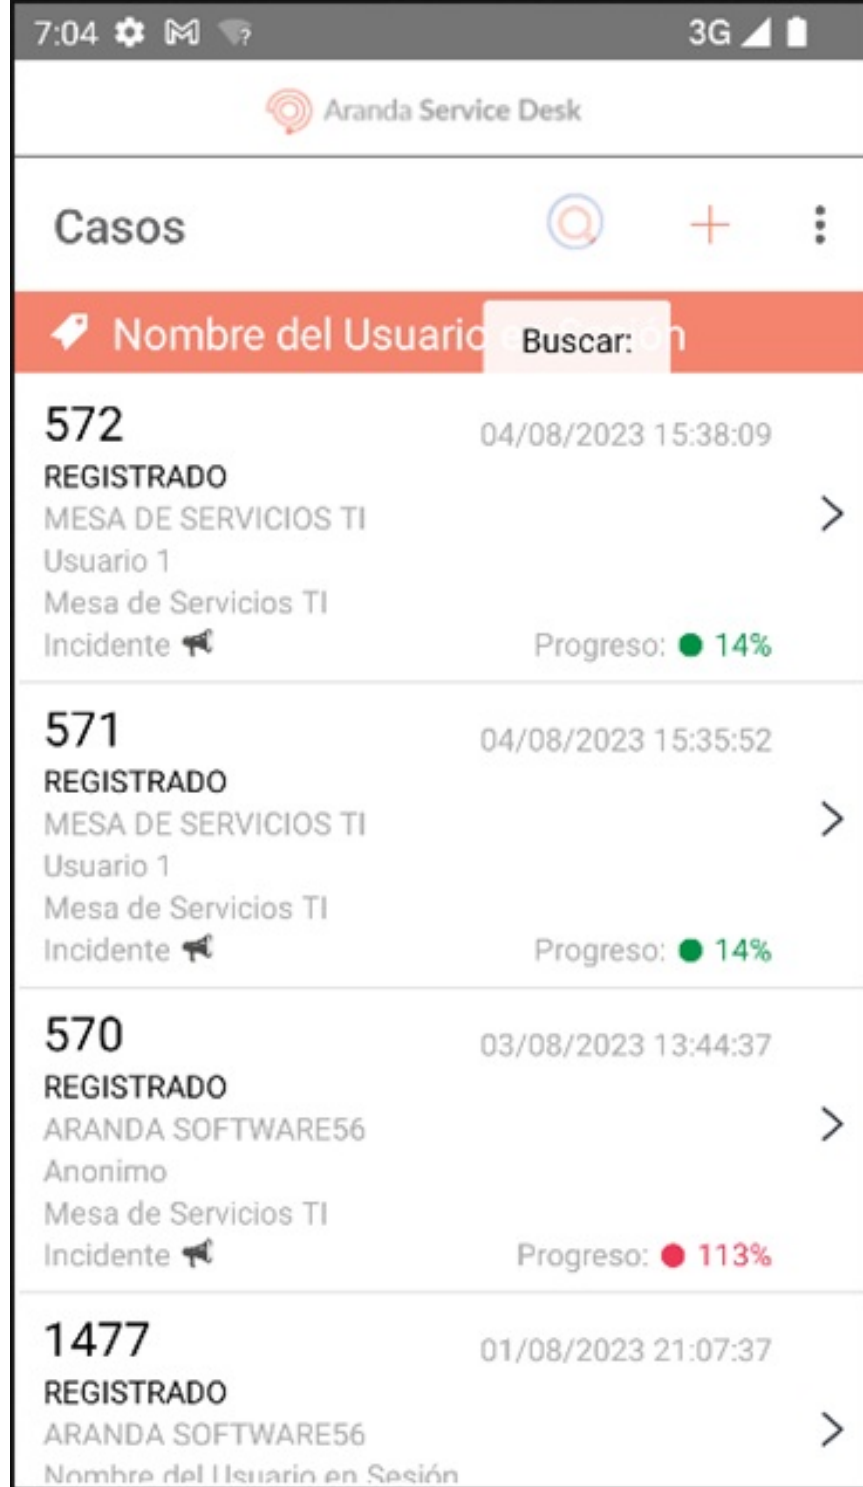 7:04 3G
Aranda Service Desk
Casos
Nombre del Usuario
Buscar:
572 04/08/2023 15:38:09
REGISTRADO
MESA DE SERVICIOS TI
Usuario 1
Mesa de Servicios TI
Incidente Progreso: 14%
571 04/08/2023 15:35:52
REGISTRADO
MESA DE SERVICIOS TI
Usuario 1
Mesa de Servicios TI
Incidente Progreso: 14%
570 03/08/2023 13:44:37
REGISTRADO
ARANDA SOFTWARE56
Anonimo
Mesa de Servicios TI
Incidente Progreso: 113%
1477 01/08/2023 21:07:37
REGISTRADO
ARANDA SOFTWARE56
Nombre del Usuario en Sesión